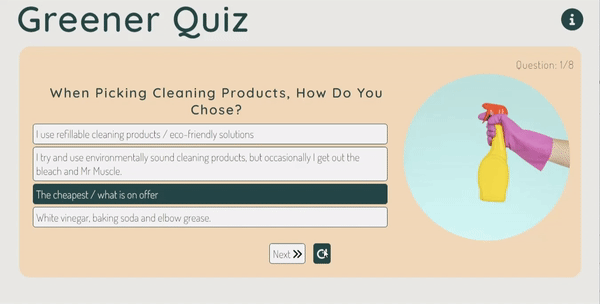 Greener Quiz
Question: 1/8
When Picking Cleaning Products, How Do You
Chose?
I use refillable cleaning products / eco-friendly solutions
I try and use environmentally sound cleaning products, but occasionally I get out the
bleach and Mr Muscle.
The cheapest / what is on offer
White vinegar, baking soda and elbow grease.
Next